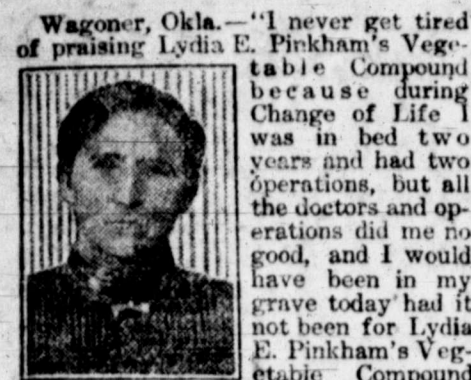 Wagoner, Okla.—"I never get tired
of praising Lydia E. Pinkham's Vege-
table Compound
because during
Change of Life I
was in bed two
years and had two
operations, but all
the doctors and op-
erations did me no
good, and I would
have been in my
grave today had it
not been for Lydia
E. Pinkham's Veg-
etable Compound